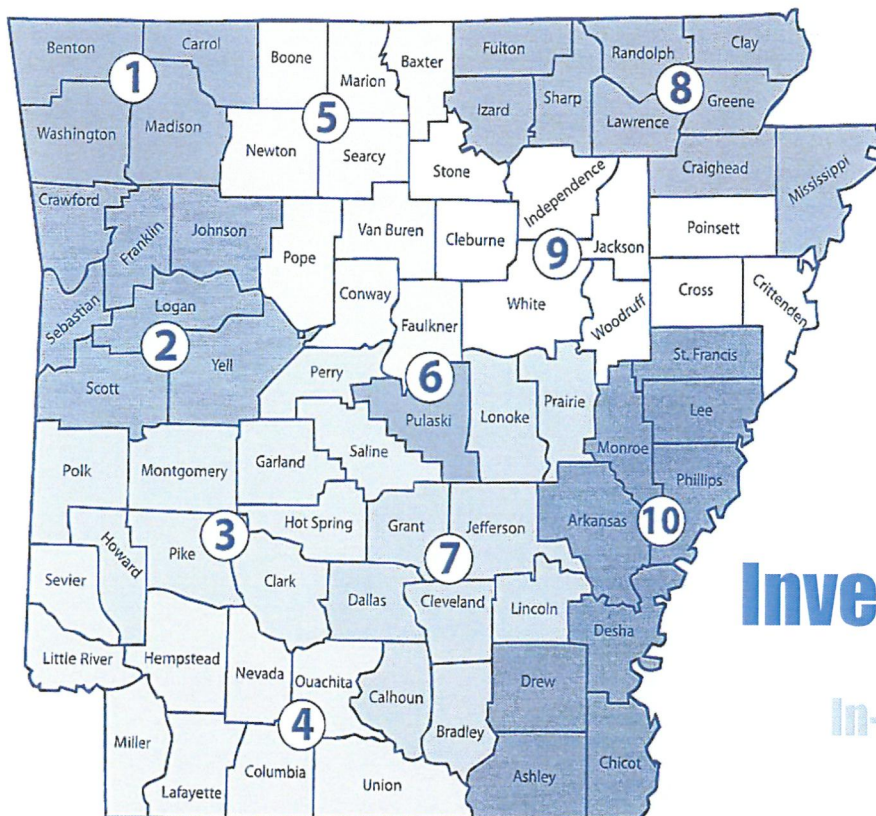 Benton
Carrol
Boone
Marion
Baxter
Fulton
Randolph
Clay
1
Izard
Sharp
8
Greene
Lawrence
5
Washington
Madison
Newton
Searcy
Stone
Independence
Craighead
Mississippi
Crawford
Franklin
Johnson
Pope
Van Buren
Cleburne
9
Jackson
Poinsett
Sebastian
Logan
Conway
Faulkner
White
Woodruff
Cross
Crittenden
2
Yell
Scott
Perry
6
Pulaski
Lonoke
Prairie
St. Francis
Lee
Monroe
Phillips
Polk
Montgomery
Garland
Saline
Hot Spring
Grant
Jefferson
Arkansas
10
3
7
Howard
Pike
Sevier
Clark
Dallas
Cleveland
Lincoln
Desha
Inve
Little River
Hempstead
Nevada
Ouachita
Calhoun
Bradley
Drew
In-
4
Miller
Lafayette
Columbia
Union
Ashley
Chicot